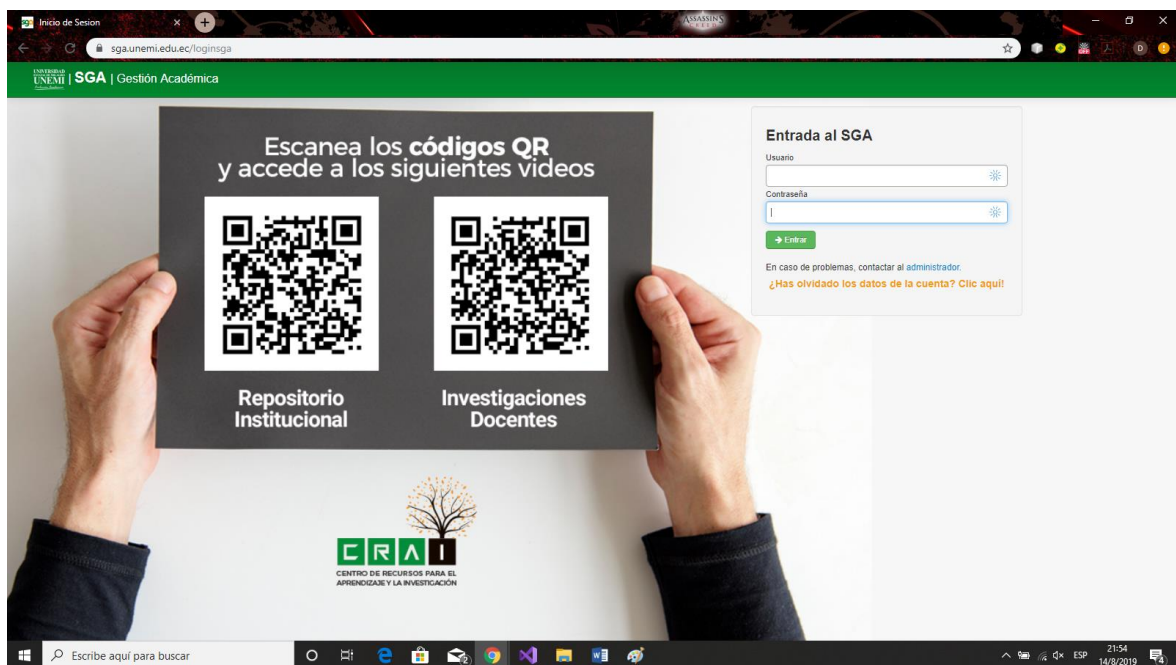 Inicio de Sesion
ASSASSIN'S
sga.unemi.edu.ec/loginsga
UNIVERSIDAD
UNEMI | SGA | Gestión Académica
Escanea los códigos QR
y accede a los siguientes videos
Repositorio
Institucional
Investigaciones
Docentes
CRAI
CENTRO DE RECURSOS PARA EL
APRENDIZAJE Y LA INVESTIGACIÓN
Entrada al SGA
Usuario
Contraseña
Entrar
En caso de problemas, contactar al administrador.
¿Has olvidado los datos de la cuenta? Clic aquí!
Escribe aquí para buscar
ESP
21:54
14/8/2019